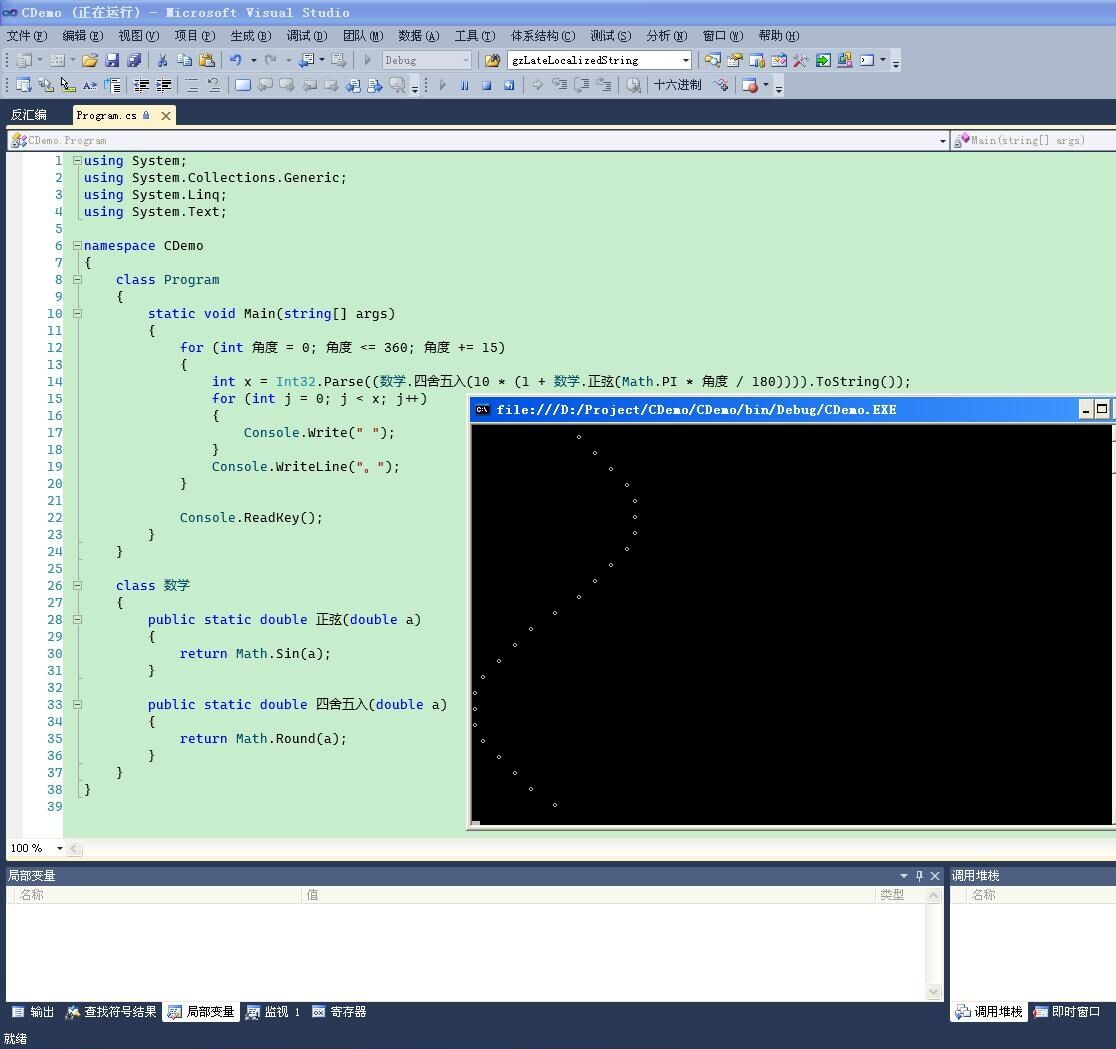 CDemo (正在运行) - Microsoft Visual Studio
文件(F) 编辑(E) 视图(V) 项目(P) 生成(B) 调试(D) 团队(M) 数据(A) 工具(T) 体系结构(C) 测试(S) 分析(N) 窗口(W) 帮助(H)
Debug gzLateLocalizedString
十六进制
反汇编 Program.cs
CDemo.Program Main(string[] args)
1 using System;
2 using System.Collections.Generic;
3 using System.Linq;
4 using System.Text;
5
6 namespace CDemo
7 {
8 class Program
9 {
10 static void Main(string[] args)
11 {
12 for (int 角度 = 0; 角度 <= 360; 角度 += 15)
13 {
14 int x = Int32.Parse((数学.四舍五入(10 * (1 + 数学.正弦(Math.PI * 角度 / 180)))).ToString());
15 for (int j = 0; j < x; j++)
16 {
17 Console.Write(" ");
18 }
19 Console.WriteLine("。");
20 }
21
22 Console.ReadKey();
23 }
24 }
25
26 class 数学
27 {
28 public static double 正弦(double a)
29 {
30 return Math.Sin(a);
31 }
32
33 public static double 四舍五入(double a)
34 {
35 return Math.Round(a);
36 }
37 }
38 }
39
file:///D:/Project/CDemo/CDemo/bin/Debug/CDemo.EXE
100 %
局部变量 调用堆栈
名称 值 类型 名称
输出 查找符号结果 局部变量 监视 1 寄存器 调用堆栈 即时窗口
就绪